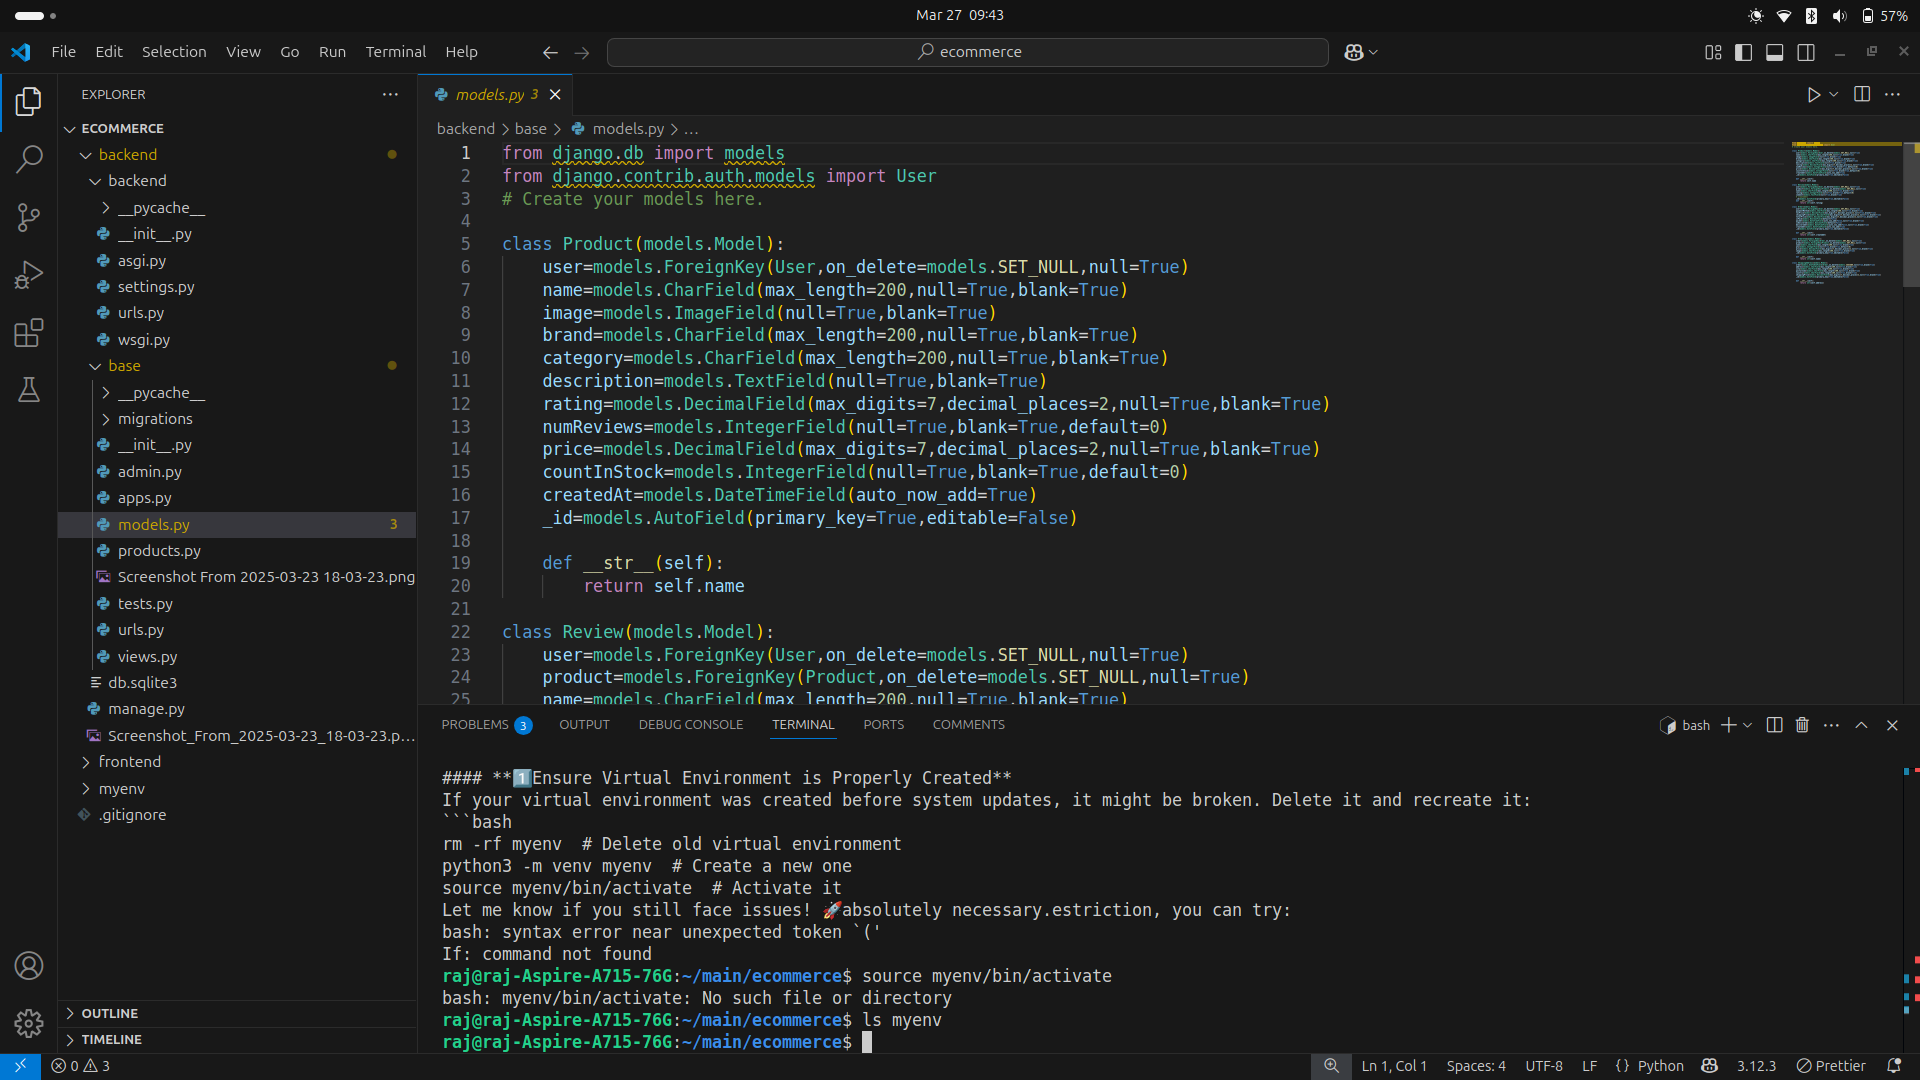 Mar 27 09:43
57%
File Edit Selection View Go Run Terminal Help
ecommerce
EXPLORER
ECOMMERCE
backend
backend
__pycache__
__init__.py
asgi.py
settings.py
urls.py
wsgi.py
base
__pycache__
migrations
__init__.py
admin.py
apps.py
models.py 3
products.py
Screenshot From 2025-03-23 18-03-23.png
tests.py
urls.py
views.py
db.sqlite3
manage.py
Screenshot_From_2025-03-23_18-03-23.p...
frontend
myenv
.gitignore
OUTLINE
TIMELINE
models.py 3
backend > base > models.py > ...
1 from django.db import models
2 from django.contrib.auth.models import User
3 # Create your models here.
4
5 class Product(models.Model):
6 user=models.ForeignKey(User,on_delete=models.SET_NULL,null=True)
7 name=models.CharField(max_length=200,null=True,blank=True)
8 image=models.ImageField(null=True,blank=True)
9 brand=models.CharField(max_length=200,null=True,blank=True)
10 category=models.CharField(max_length=200,null=True,blank=True)
11 description=models.TextField(null=True,blank=True)
12 rating=models.DecimalField(max_digits=7,decimal_places=2,null=True,blank=True)
13 numReviews=models.IntegerField(null=True,blank=True,default=0)
14 price=models.DecimalField(max_digits=7,decimal_places=2,null=True,blank=True)
15 countInStock=models.IntegerField(null=True,blank=True,default=0)
16 createdAt=models.DateTimeField(auto_now_add=True)
17 _id=models.AutoField(primary_key=True,editable=False)
18
19 def __str__(self):
20 return self.name
21
22 class Review(models.Model):
23 user=models.ForeignKey(User,on_delete=models.SET_NULL,null=True)
24 product=models.ForeignKey(Product,on_delete=models.SET_NULL,null=True)
25 name=models.CharField(max_length=200,null=True,blank=True)
PROBLEMS 3 OUTPUT DEBUG CONSOLE TERMINAL PORTS COMMENTS
bash
#### **1️⃣Ensure Virtual Environment is Properly Created**
If your virtual environment was created before system updates, it might be broken. Delete it and recreate it:
```bash
rm -rf myenv  # Delete old virtual environment
python3 -m venv myenv  # Create a new one
source myenv/bin/activate  # Activate it
Let me know if you still face issues! 🚀absolutely necessary.estriction, you can try:
bash: syntax error near unexpected token `('
If: command not found
raj@raj-Aspire-A715-76G:~/main/ecommerce$ source myenv/bin/activate
bash: myenv/bin/activate: No such file or directory
raj@raj-Aspire-A715-76G:~/main/ecommerce$ ls myenv
raj@raj-Aspire-A715-76G:~/main/ecommerce$
0 3
Ln 1, Col 1 Spaces: 4 UTF-8 LF {} Python 3.12.3 Prettier